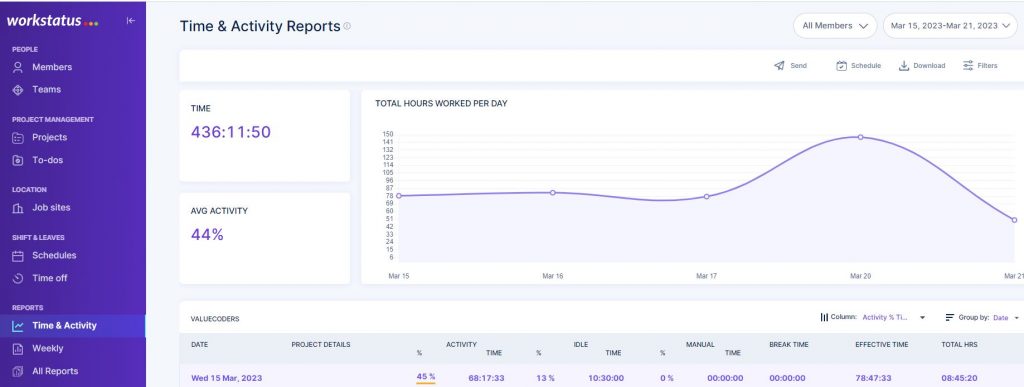 workstatus
PEOPLE
Members
Teams
PROJECT MANAGEMENT
Projects
To-dos
LOCATION
Job sites
SHIFT & LEAVES
Schedules
Time off
REPORTS
Time & Activity
Weekly
All Reports
Time & Activity Reports
All Members
Mar 15, 2023-Mar 21, 2023
Send Schedule Download Filters
TIME
436:11:50
AVG ACTIVITY
44%
TOTAL HOURS WORKED PER DAY
150
141
132
123
114
105
96
87
78
69
60
51
42
33
24
15
6
Mar 15 Mar 16 Mar 17 Mar 20 Mar 21
VALUECODERS
Column: Activity % Ti... Group by: Date
DATE PROJECT DETAILS ACTIVITY IDLE MANUAL BREAK TIME EFFECTIVE TIME TOTAL HRS
% TIME % TIME % TIME
Wed 15 Mar, 2023 45 % 68:17:33 13 % 10:30:00 0 % 00:00:00 00:00:00 78:47:33 08:45:20